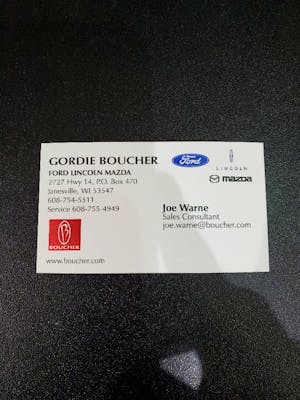 GORDIE BOUCHER
FORD LINCOLN MAZDA
2727 Hwy 14, P.O. Box 470
Janesville, WI 53547
608-754-5511
Service 608-755-4949
BOUCHER
www.boucher.com
Ford
LINCOLN
mazda
Joe Warne
Sales Consultant
joe.warne@boucher.com